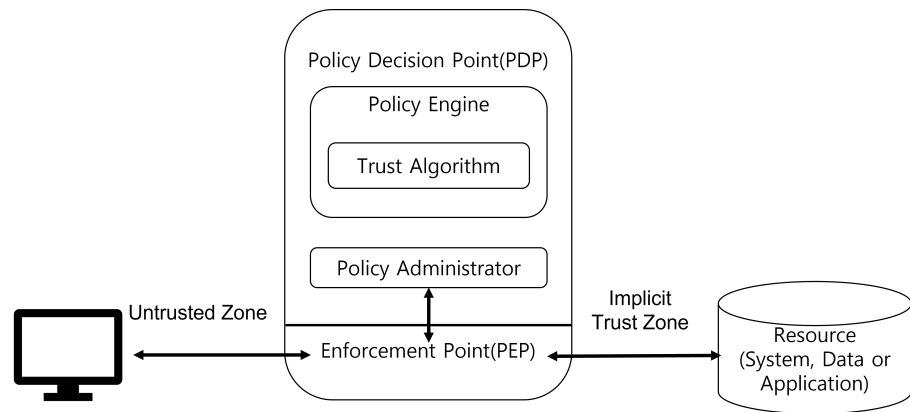 Policy Decision Point(PDP)
Policy Engine
Trust Algorithm
Policy Administrator
Untrusted Zone
Implicit
Trust Zone
Enforcement Point(PEP)
Resource
(System, Data or
Application)